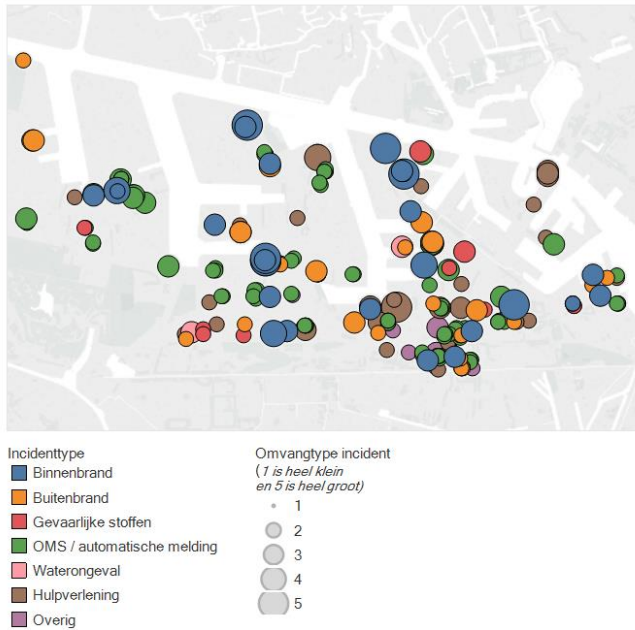 Incidenttype
Binnenbrand
Buitenbrand
Gevaarlijke stoffen
OMS / automatische melding
Waterongeval
Hulpverlening
Overig
Omvangtype incident
(1 is heel klein
en 5 is heel groot)
1
2
3
4
5